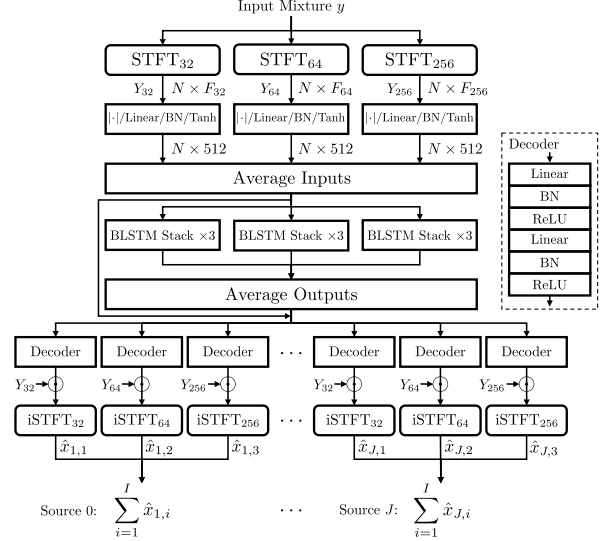 Input Mixture y
STFT₃₂ STFT₆₄ STFT₂₅₆
Y₃₂ N × F₃₂ Y₆₄ N × F₆₄ Y₂₅₆ N × F₂₅₆
|·|/Linear/BN/Tanh |·|/Linear/BN/Tanh |·|/Linear/BN/Tanh
N × 512 N × 512 N × 512
Average Inputs
BLSTM Stack ×3 BLSTM Stack ×3 BLSTM Stack ×3
Average Outputs
Decoder
Linear
BN
ReLU
Linear
BN
ReLU
Decoder Decoder Decoder ··· Decoder Decoder Decoder
Y₃₂ Y₆₄ Y₂₅₆ Y₃₂ Y₆₄ Y₂₅₆
iSTFT₃₂ iSTFT₆₄ iSTFT₂₅₆ ··· iSTFT₃₂ iSTFT₆₄ iSTFT₂₅₆
x̂₁,₁ x̂₁,₂ x̂₁,₃ x̂_J,1 x̂_J,2 x̂_J,3
Source 0: ∑_{i=1}^{I} x̂_{1,i} ··· Source J: ∑_{i=1}^{I} x̂_{J,i}